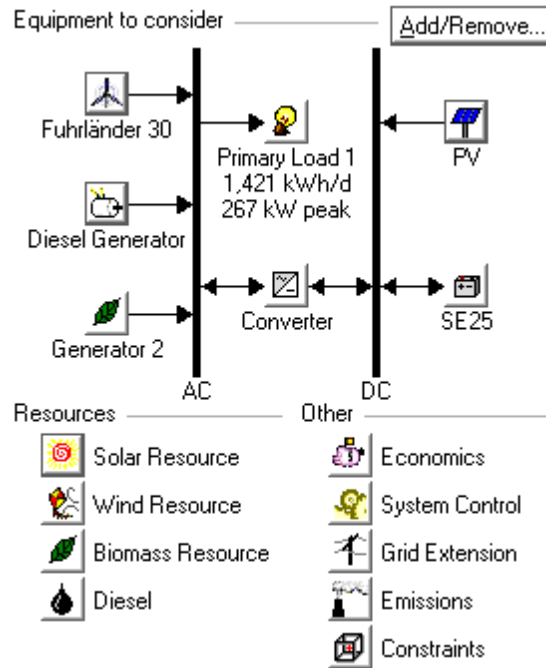 Equipment to consider
Add/Remove...
Fuhrländer 30
Primary Load 1
1,421 kWh/d
267 kW peak
PV
Diesel Generator
Generator 2
Converter
SE25
AC
DC
Resources
Other
Solar Resource
Economics
Wind Resource
System Control
Biomass Resource
Grid Extension
Diesel
Emissions
Constraints